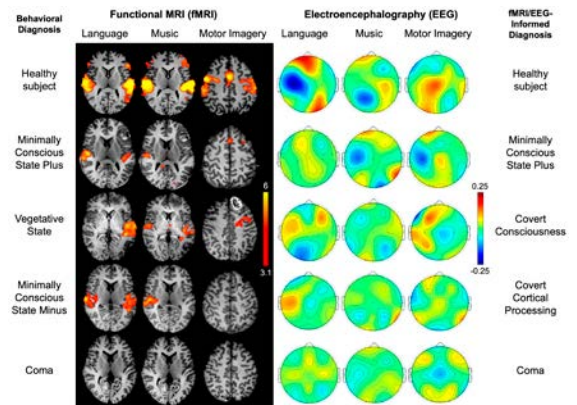 Behavioral
Diagnosis
Functional MRI (fMRI)
Language Music Motor Imagery
Electroencephalography (EEG)
Language Music Motor Imagery
fMRI/EEG-
Informed
Diagnosis
Healthy
subject
Healthy
subject
Minimally
Conscious
State Plus
Minimally
Conscious
State Plus
Vegetative
State
6
3.1
0.25
-0.25
Covert
Consciousness
Minimally
Conscious
State Minus
Covert
Cortical
Processing
Coma
Coma